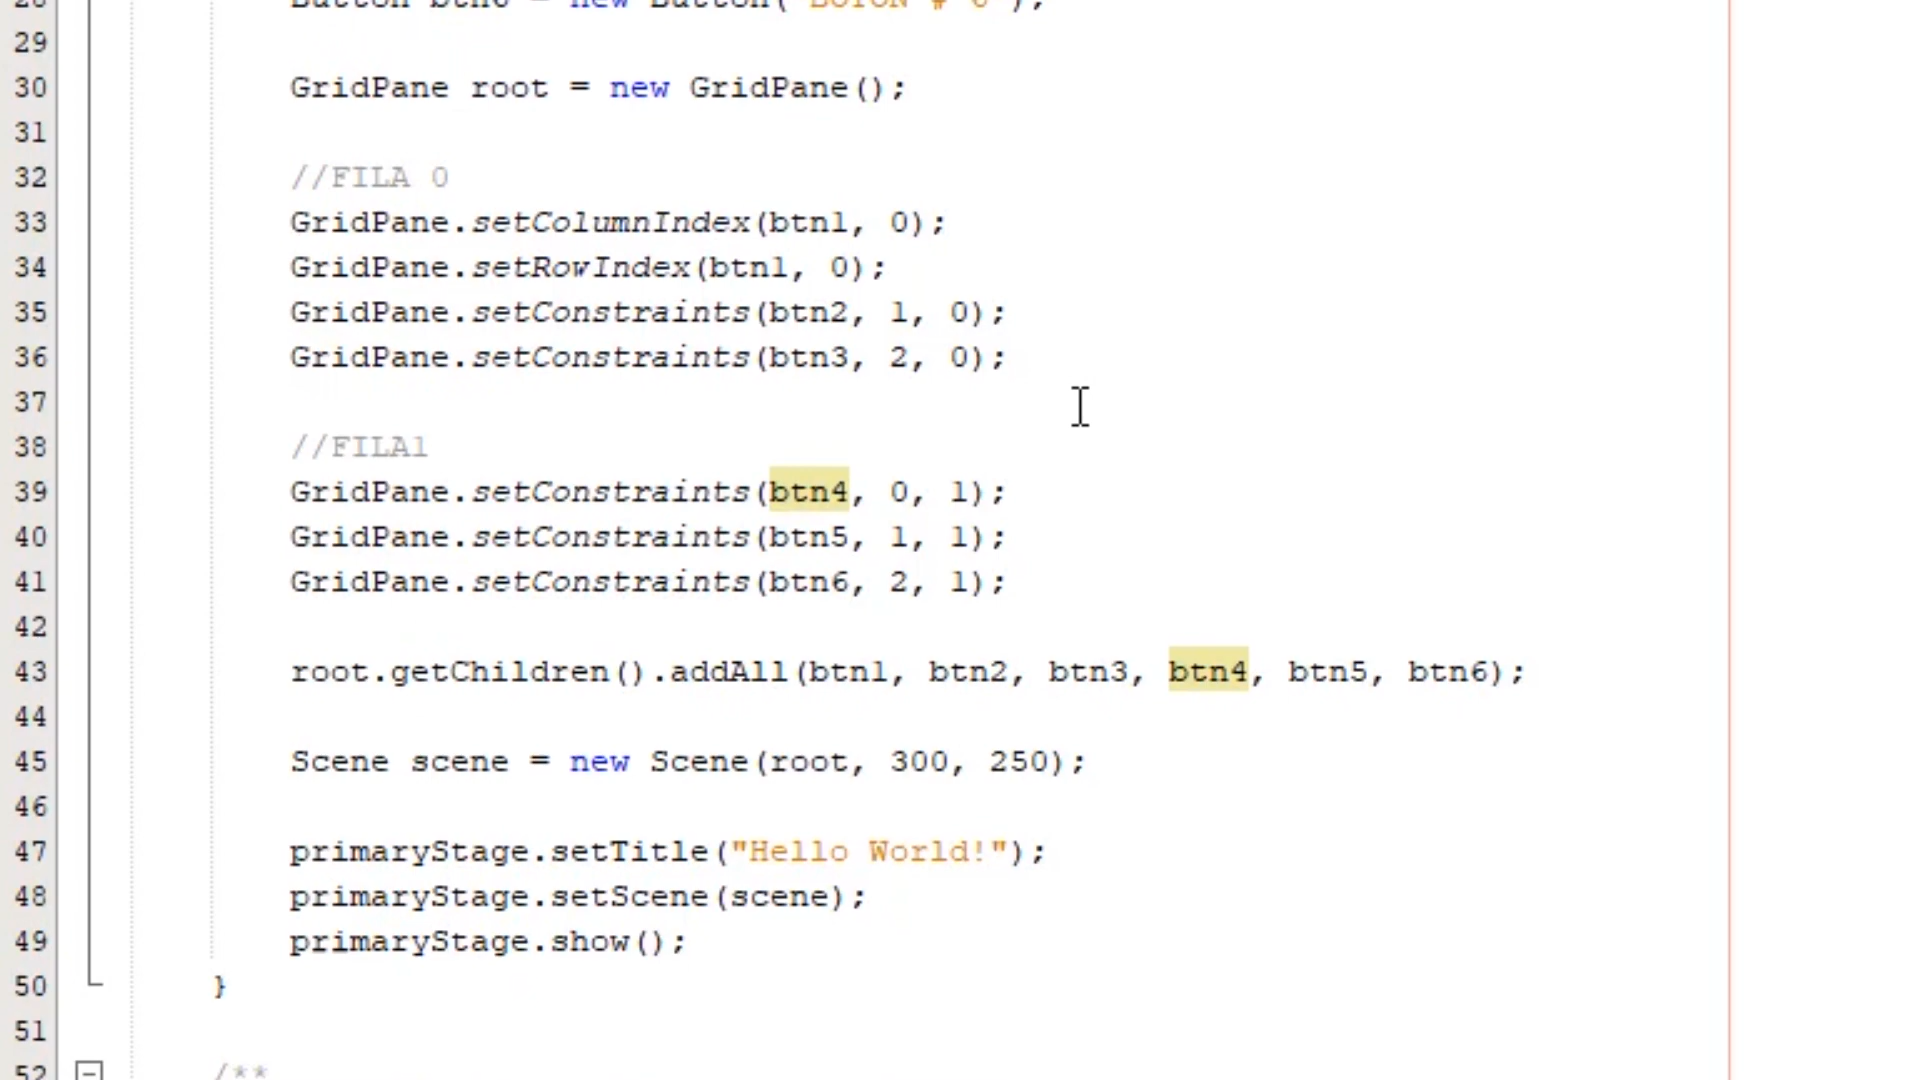 29
30 GridPane root = new GridPane();
31
32 //FILA 0
33 GridPane.setColumnIndex(btn1, 0);
34 GridPane.setRowIndex(btn1, 0);
35 GridPane.setConstraints(btn2, 1, 0);
36 GridPane.setConstraints(btn3, 2, 0);
37
38 //FILA1
39 GridPane.setConstraints(btn4, 0, 1);
40 GridPane.setConstraints(btn5, 1, 1);
41 GridPane.setConstraints(btn6, 2, 1);
42
43 root.getChildren().addAll(btn1, btn2, btn3, btn4, btn5, btn6);
44
45 Scene scene = new Scene(root, 300, 250);
46
47 primaryStage.setTitle("Hello World!");
48 primaryStage.setScene(scene);
49 primaryStage.show();
50 }
51
52 /**